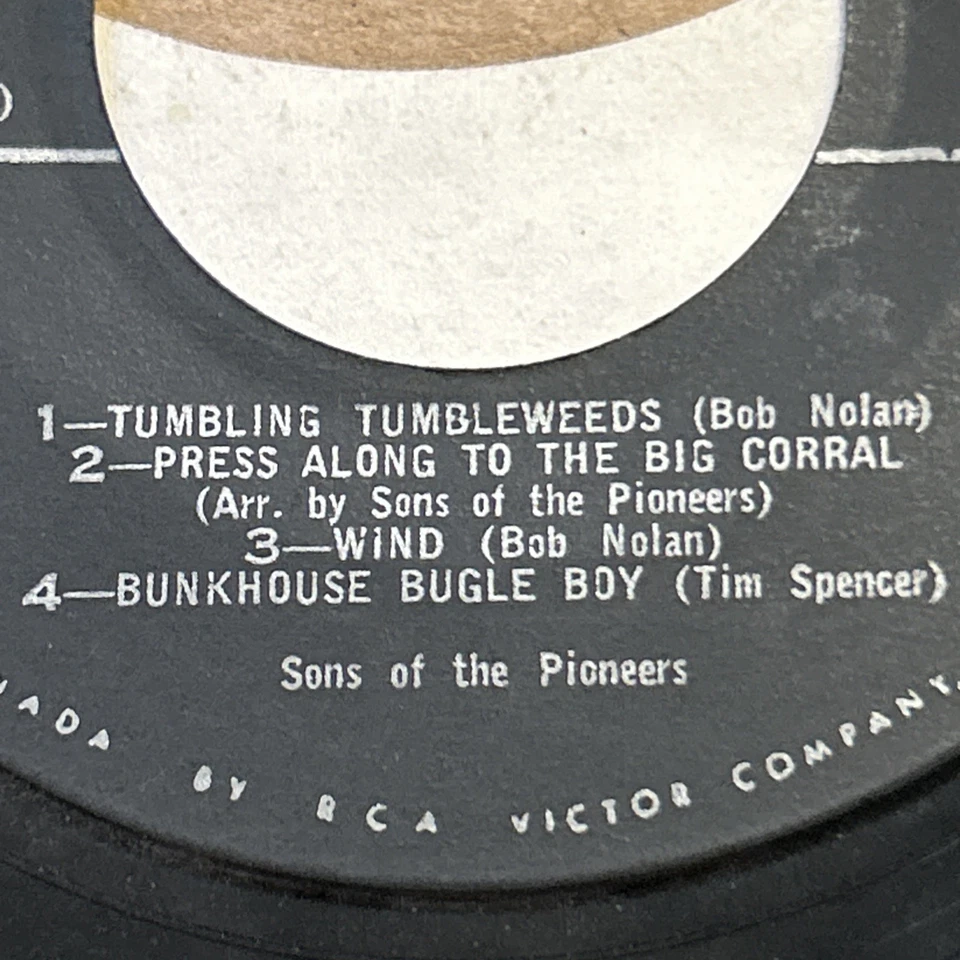 )
1—TUMBLING TUMBLEWEEDS (Bob Nolan)
2—PRESS ALONG TO THE BIG CORRAL
(Arr. by Sons of the Pioneers)
3—WIND (Bob Nolan)
4—BUNKHOUSE BUGLE BOY (Tim Spencer)
Sons of the Pioneers
ADA BY RCA VICTOR COMPANY,